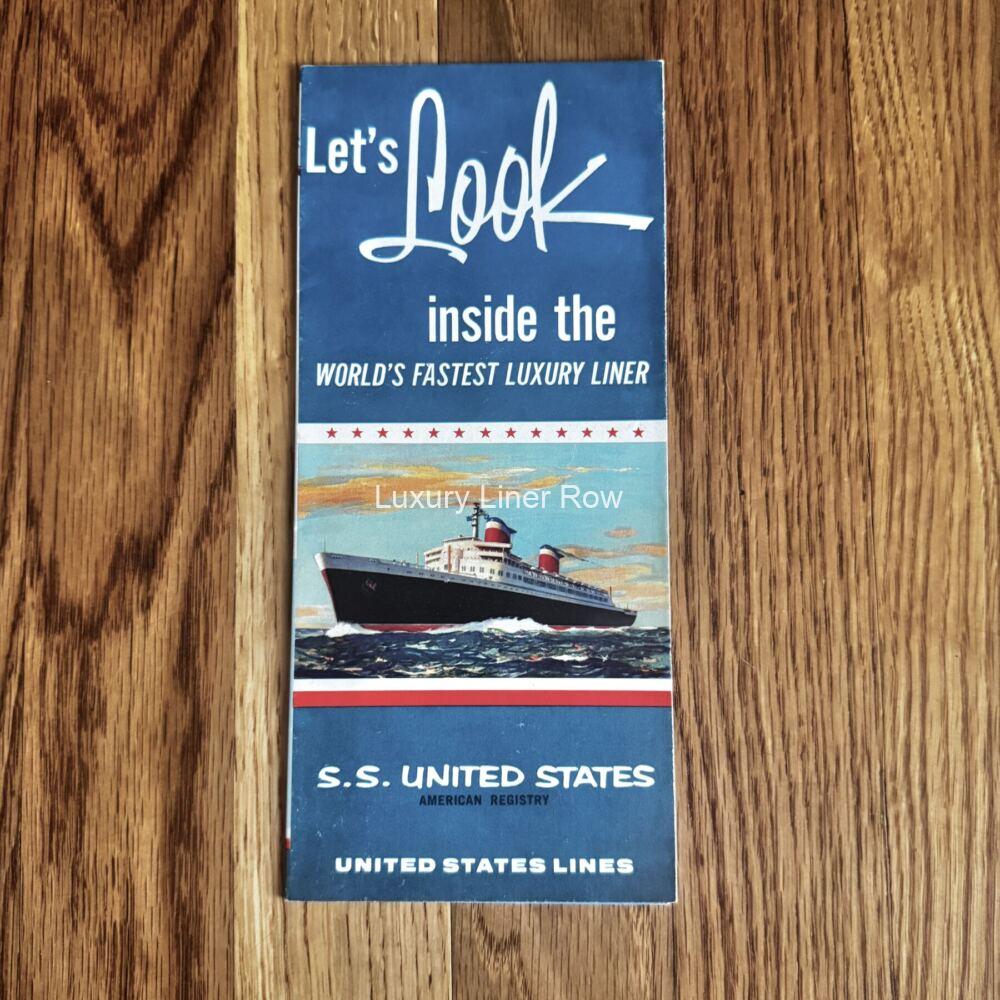 Let's Look
inside the
WORLD'S FASTEST LUXURY LINER
Luxury Liner Row
S.S. UNITED STATES
AMERICAN REGISTRY
UNITED STATES LINES